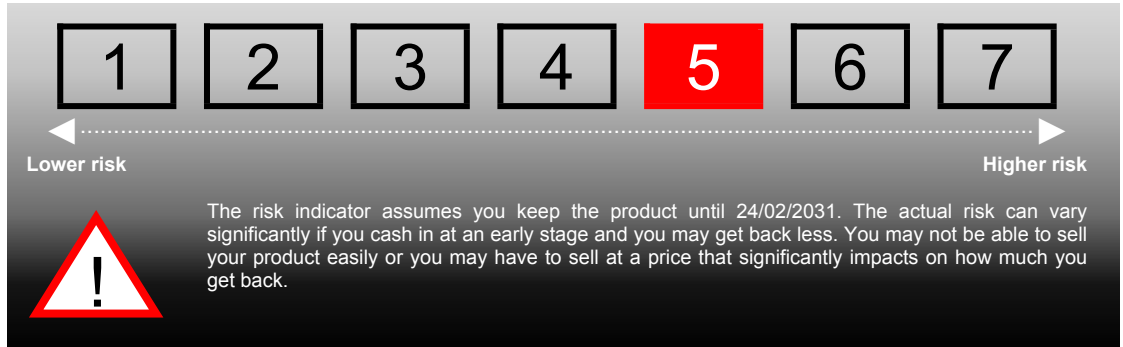 1 2 3 4 5 6 7
Lower risk Higher risk
The risk indicator assumes you keep the product until 24/02/2031. The actual risk can vary
significantly if you cash in at an early stage and you may get back less. You may not be able to sell
your product easily or you may have to sell at a price that significantly impacts on how much you
get back.
!